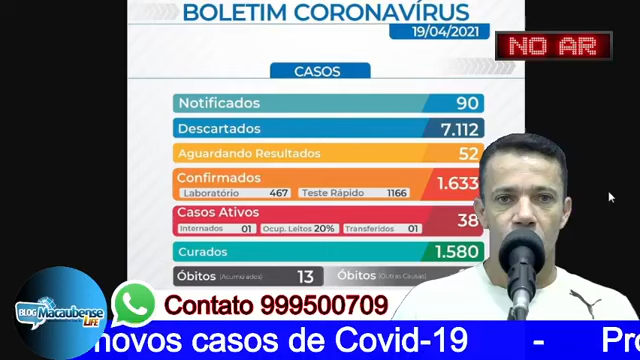 BOLETIM CORONAVÍRUS
19/04/2021
NO AR
CASOS
Notificados 90
Descartados 7.112
Aguardando Resultados 52
Confirmados 1.633
Laboratório 467 Teste Rápido 1166
Casos Ativos 38
Internados 01 Ocup. Leitos 20% Transferidos 01
Curados 1.580
Óbitos (Acumulados) 13 Óbitos (Outras Causas)
BLOG Macaubense LIFE
Contato 999500709
novos casos de Covid-19 - Pre